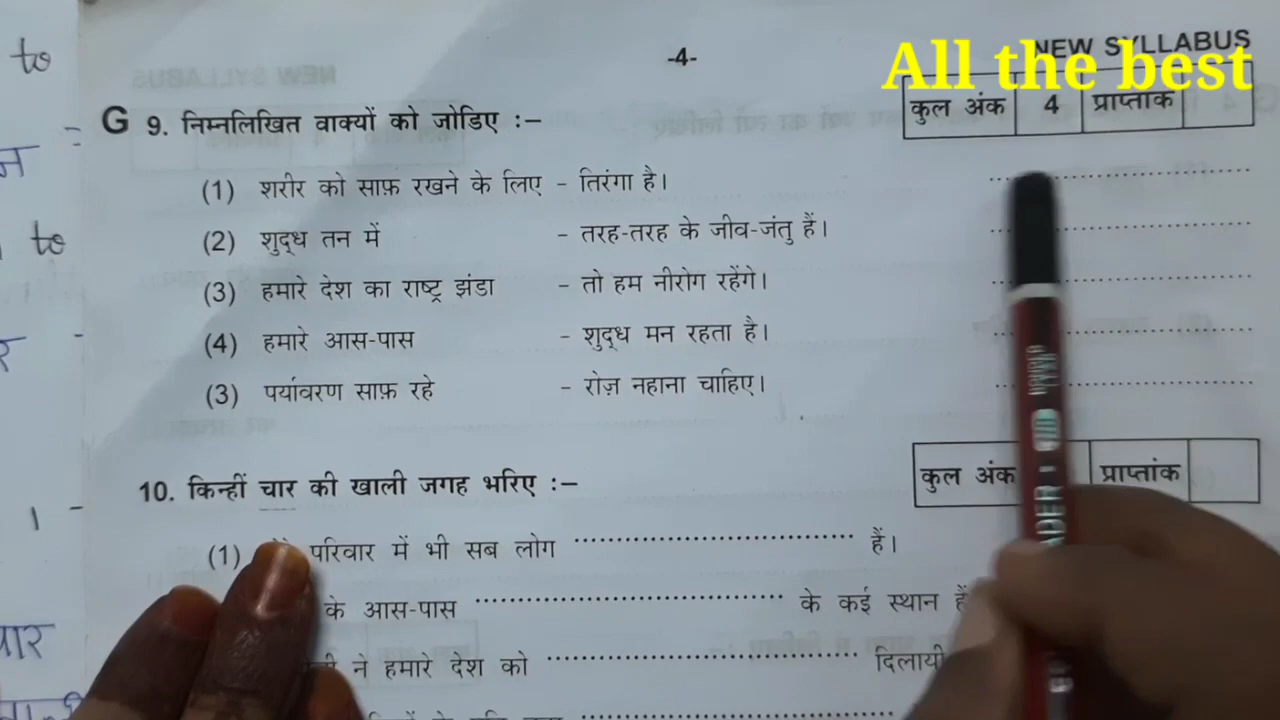 to
-4-
NEW SYLLABUS
All the best
G 9. निम्नलिखित वाक्यों को जोडिए :-
कुल अंक 4 प्राप्ताक
(1) शरीर को साफ़ रखने के लिए - तिरंगा है।
(2) शुद्ध तन में - तरह-तरह के जीव-जंतु हैं।
to
(3) हमारे देश का राष्ट्र झंडा - तो हम नीरोग रहेंगे।
(4) हमारे आस-पास - शुद्ध मन रहता है।
(3) पर्यावरण साफ़ रहे - रोज़ नहाना चाहिए।
10. किन्हीं चार की खाली जगह भरिए :-
कुल अंक प्राप्तांक
(1) परिवार में भी सब लोग .................... हैं।
के आस-पास .................... के कई स्थान हैं
ने हमारे देश को .................... दिलायी